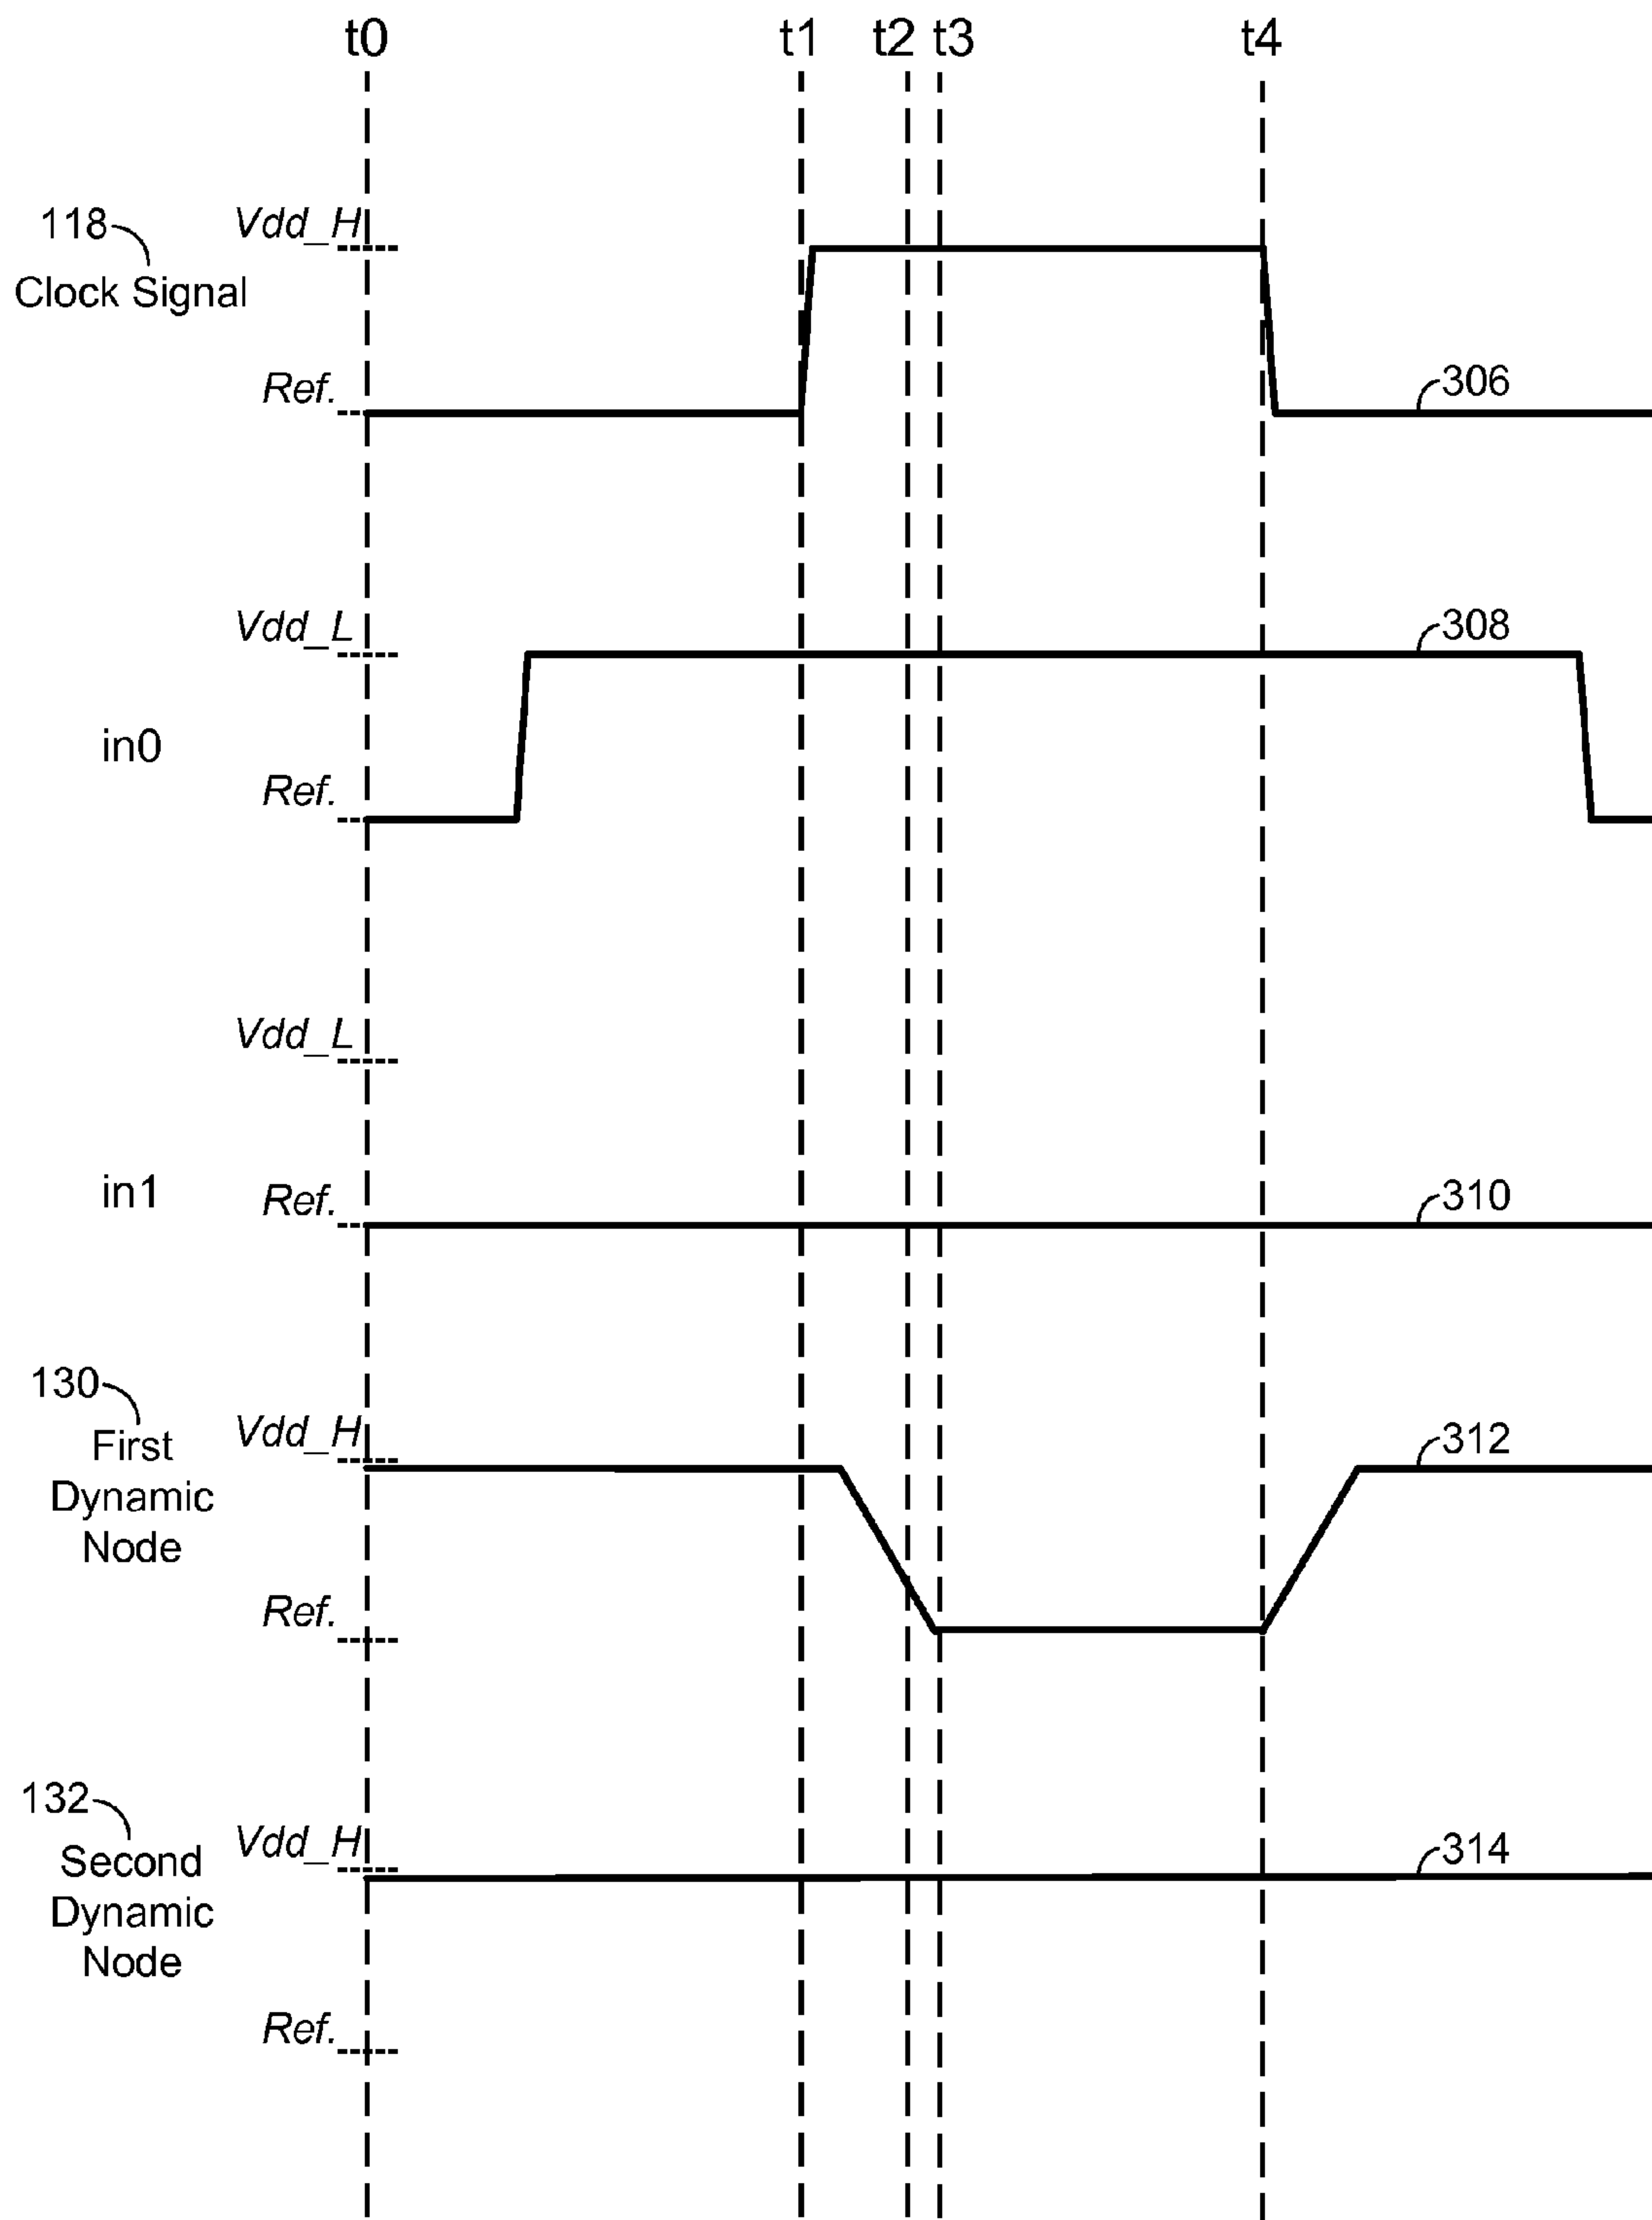 t0 t1 t2 t3 t4
118
Vdd_H
Clock Signal
Ref.
306
Vdd_L
308
in0
Ref.
Vdd_L
in1
Ref.
310
130
First
Dynamic
Node
Vdd_H
312
Ref.
132
Second
Dynamic
Node
Vdd_H
314
Ref.